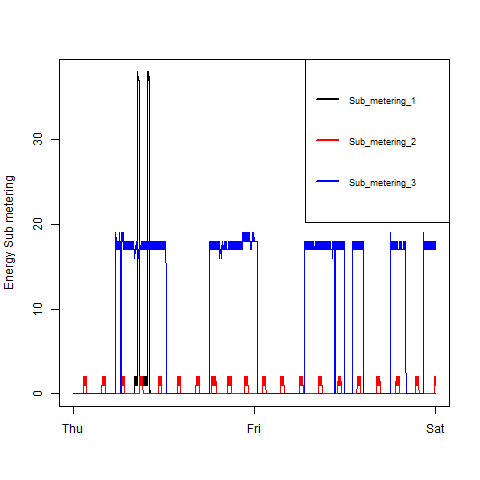 Sub_metering_1
Sub_metering_2
Sub_metering_3
Energy Sub metering
30
20
10
0
Thu Fri Sat